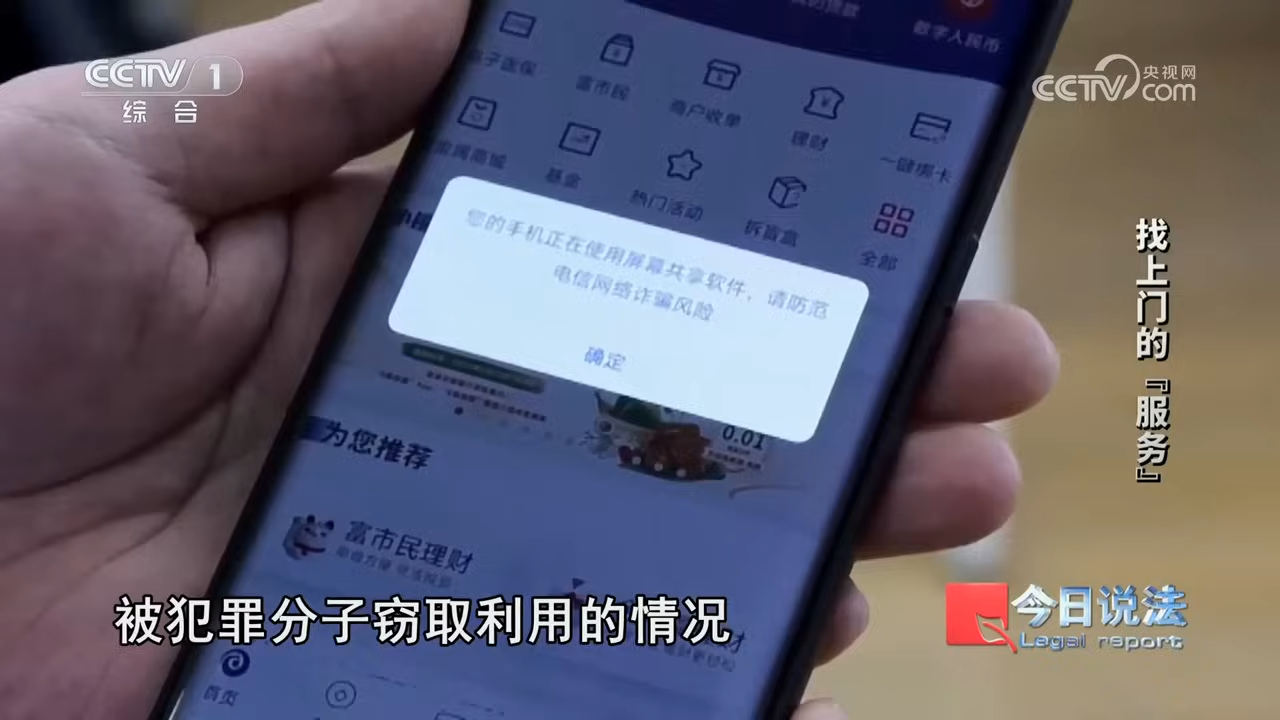 CCTV 1
综合
CCTV.com 央视网
找上门的『服务』
数字人民币
富市民
商户收单
理财
一键绑卡
基金
热门活动
拆盲盒
全部
您的手机正在使用屏幕共享软件，请防范
电信网络诈骗风险
确定
0.01
为您推荐
富市民理财
首页
被犯罪分子窃取利用的情况
今日说法
Legal report